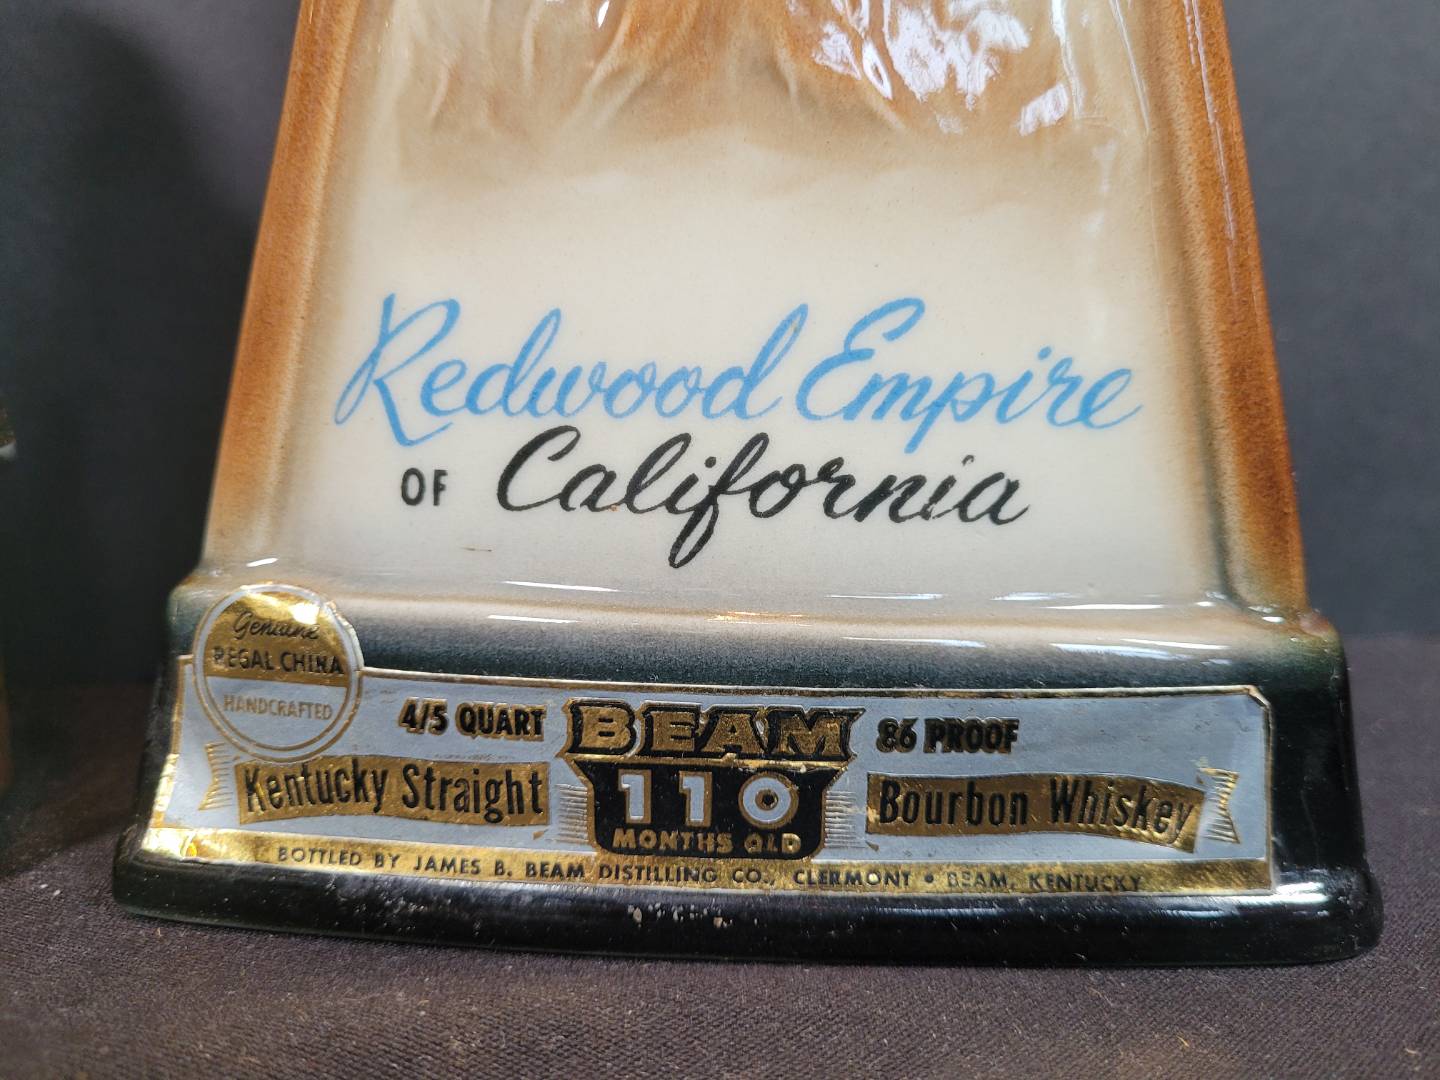 Redwood Empire
OF California
Genuine
REGAL CHINA
HANDCRAFTED
4/5 QUART BEAM 86 PROOF
Kentucky Straight 110 Bourbon Whiskey
MONTHS OLD
BOTTLED BY JAMES B. BEAM DISTILLING CO., CLERMONT • BEAM, KENTUCKY